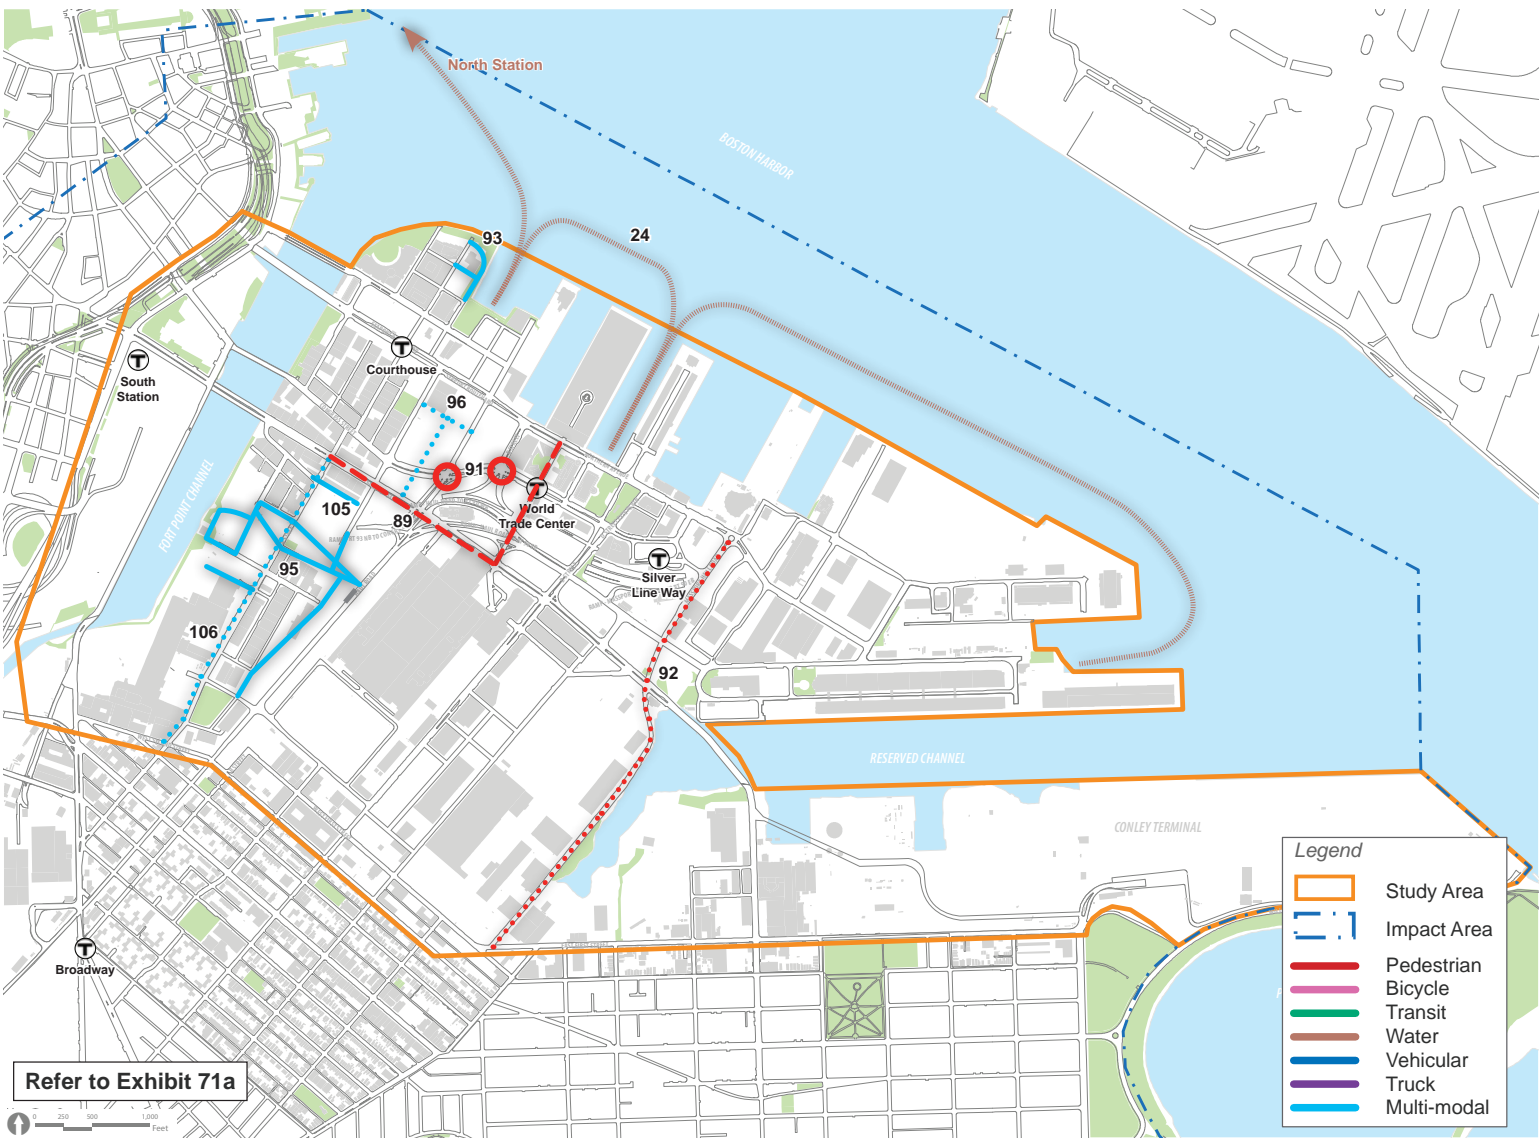 North Station
BOSTON HARBOR
93
24
South
Station
Courthouse
96
FORT POINT CHANNEL
91
World
Trade Center
105
89
95
Silver
Line Way
106
92
RESERVED CHANNEL
CONLEY TERMINAL
Broadway
Legend
Study Area
Impact Area
Pedestrian
Bicycle
Transit
Water
Vehicular
Truck
Multi-modal
Refer to Exhibit 71a
0 250 500 1,000
Feet